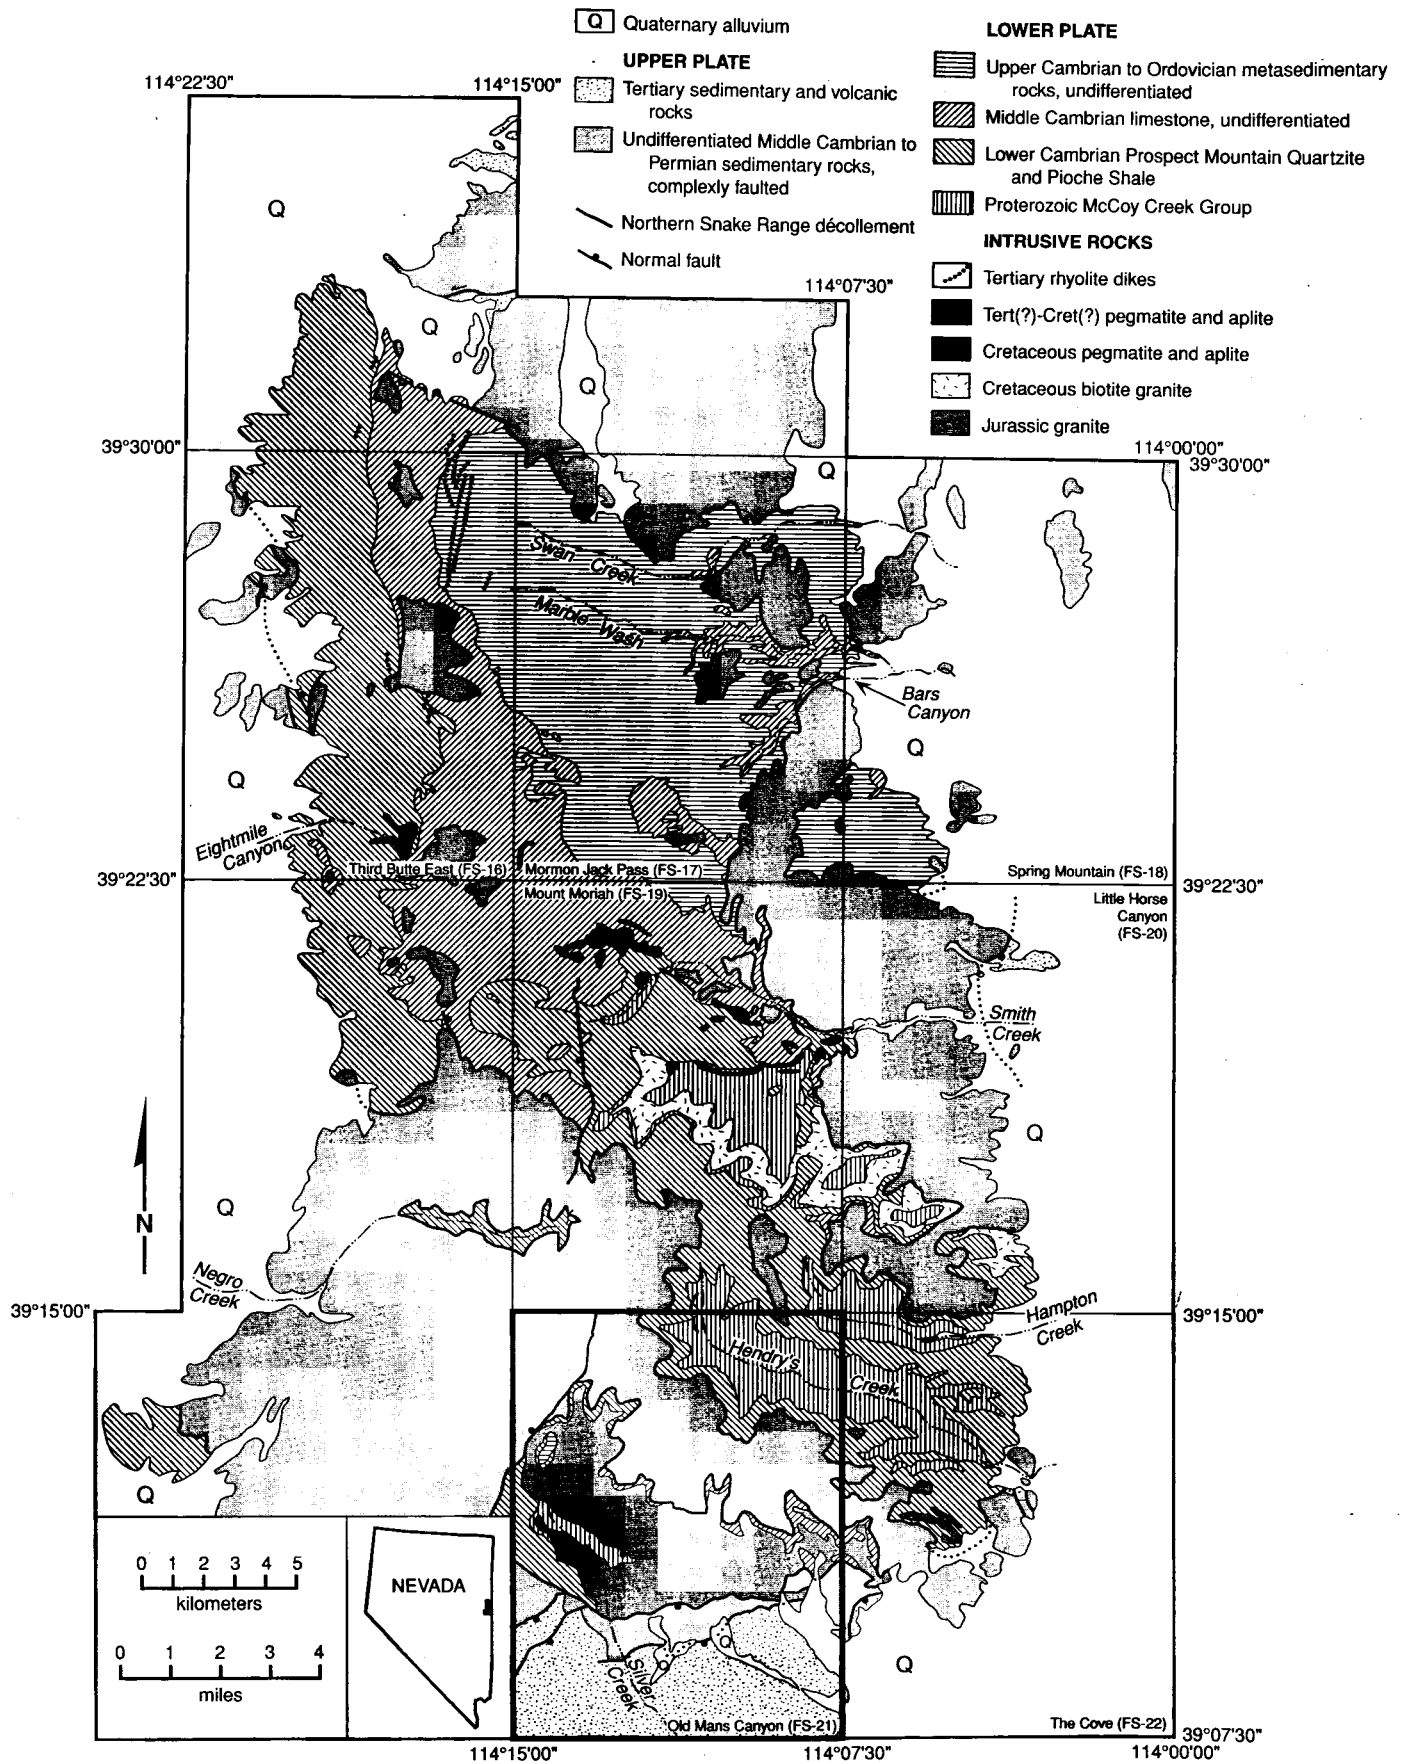 Q Quaternary alluvium
UPPER PLATE
Tertiary sedimentary and volcanic
rocks
Undifferentiated Middle Cambrian to
Permian sedimentary rocks,
complexly faulted
Northern Snake Range décollement
Normal fault
LOWER PLATE
Upper Cambrian to Ordovician metasedimentary
rocks, undifferentiated
Middle Cambrian limestone, undifferentiated
Lower Cambrian Prospect Mountain Quartzite
and Pioche Shale
Proterozoic McCoy Creek Group
INTRUSIVE ROCKS
Tertiary rhyolite dikes
Tert(?)-Cret(?) pegmatite and aplite
Cretaceous pegmatite and aplite
Cretaceous biotite granite
Jurassic granite
114°22'30"
114°15'00"
114°07'30"
114°00'00"
39°30'00"
39°30'00"
Q
Q
Q
Q
Swan Creek
Marble Wash
Bars
Canyon
Q
Q
Eightmile
Canyon
Third Butte East (FS-16)
Mormon Jack Pass (FS-17)
Spring Mountain (FS-18)
39°22'30"
39°22'30"
Mount Moriah (FS-19)
Little Horse
Canyon
(FS-20)
Smith
Creek
Q
Q
N
Negro
Creek
39°15'00"
39°15'00"
Hampton
Creek
Hendry's
Creek
Q
0 1 2 3 4 5
kilometers
0 1 2 3 4
miles
NEVADA
Q
Q
Silver
Creek
Q
Old Mans Canyon (FS-21)
The Cove (FS-22)
39°07'30"
114°15'00"
114°07'30"
114°00'00"